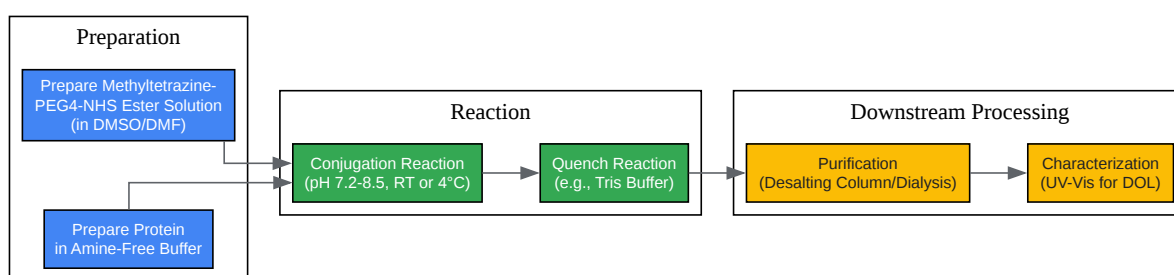 Preparation
Prepare Methyltetrazine-
PEG4-NHS Ester Solution
(in DMSO/DMF)
Prepare Protein
in Amine-Free Buffer
Reaction
Conjugation Reaction
(pH 7.2-8.5, RT or 4°C)
Quench Reaction
(e.g., Tris Buffer)
Downstream Processing
Purification
(Desalting Column/Dialysis)
Characterization
(UV-Vis for DOL)